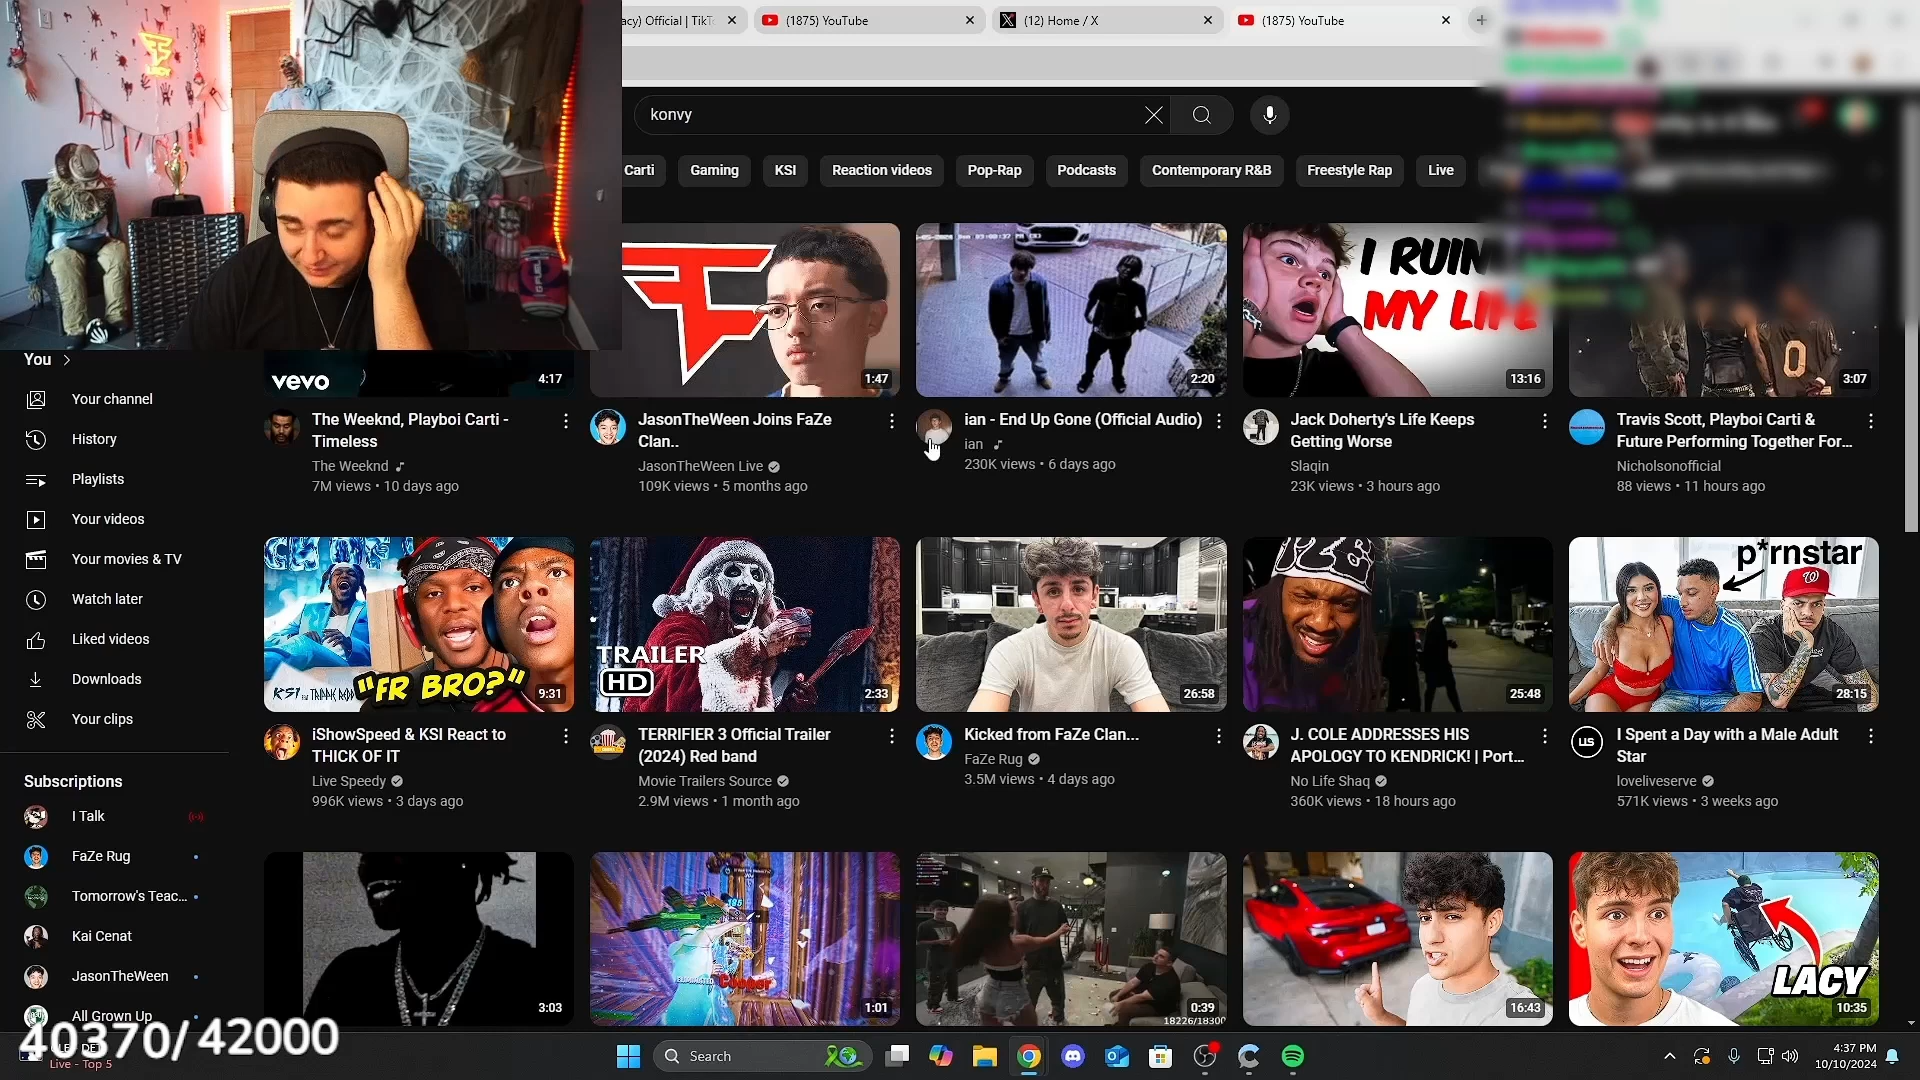 acy) Official | TikTo
(1875) YouTube
(12) Home / X
(1875) YouTube
LACY
konvy
Carti
Gaming
KSI
Reaction videos
Pop-Rap
Podcasts
Contemporary R&B
Freestyle Rap
Live
You
Your channel
History
Playlists
Your videos
Your movies & TV
Watch later
Liked videos
Downloads
Your clips
Subscriptions
I Talk
FaZe Rug
Tomorrow's Teac...
Kai Cenat
JasonTheWeen
All Grown Up
40370/42000
Live - Top 5
vevo
4:17
The Weeknd, Playboi Carti -
Timeless
The Weeknd
7M views • 10 days ago
1:47
JasonTheWeen Joins FaZe
Clan..
JasonTheWeen Live
109K views • 5 months ago
2:20
ian - End Up Gone (Official Audio)
ian
230K views • 6 days ago
I RUIN
MY LIFE
13:16
Jack Doherty's Life Keeps
Getting Worse
Slaqin
23K views • 3 hours ago
0
3:07
Travis Scott, Playboi Carti &
Future Performing Together For...
Nicholsonofficial
88 views • 11 hours ago
KSI
"FR BRO?"
9:31
iShowSpeed & KSI React to
THICK OF IT
Live Speedy
996K views • 3 days ago
TRAILER
HD
2:33
TERRIFIER 3 Official Trailer
(2024) Red band
Movie Trailers Source
2.9M views • 1 month ago
26:58
Kicked from FaZe Clan...
FaZe Rug
3.5M views • 4 days ago
25:48
J. COLE ADDRESSES HIS
APOLOGY TO KENDRICK! | Port...
No Life Shaq
360K views • 18 hours ago
p*rnstar
28:15
LLS
I Spent a Day with a Male Adult
Star
loveliveserve
571K views • 3 weeks ago
3:03
185
Cooper
1:01
0:39
18226/18300
16:43
LACY
10:35
Search
4:37 PM
10/10/2024